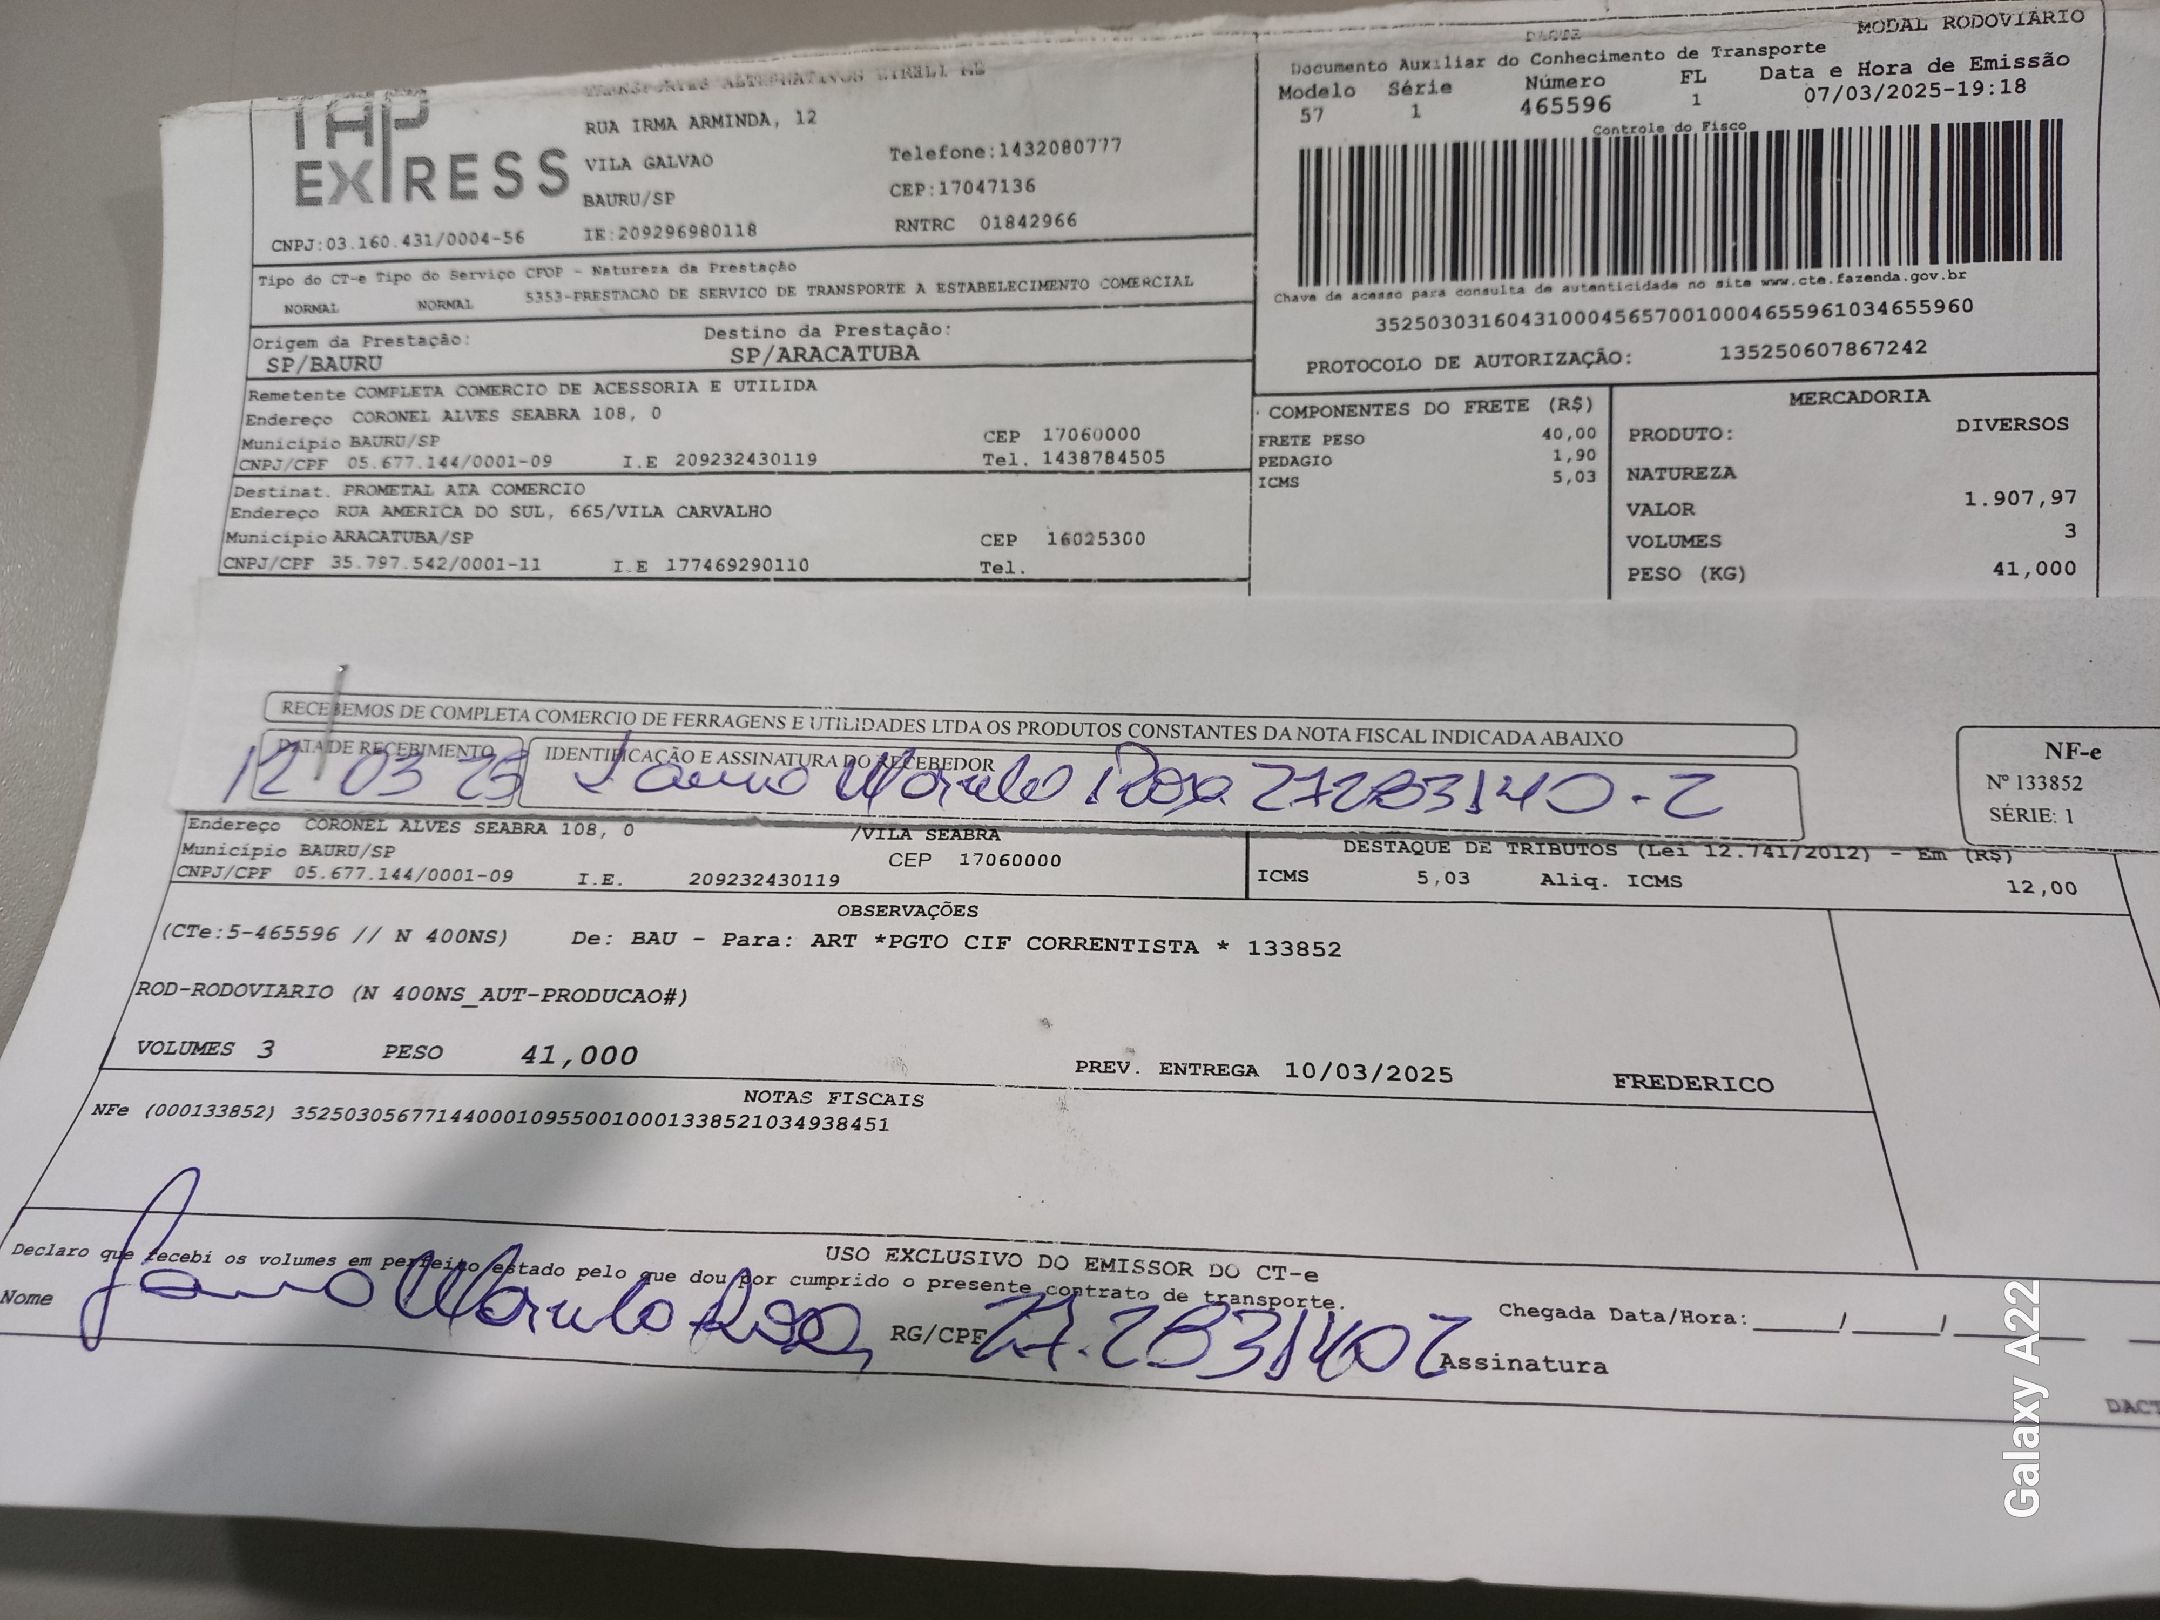 TRANSPORTES ALTERNATIVOS EIRELI ME
TAP
EXPRESS
RUA IRMA ARMINDA, 12
VILA GALVAO
Telefone:1432080777
BAURU/SP
CEP:17047136
CNPJ:03.160.431/0004-56
IE:209296980118
RNTRC 01842966
MODAL RODOVIÁRIO
Documento Auxiliar do Conhecimento de Transporte
Modelo Série Número FL Data e Hora de Emissão
57 1 465596 1 07/03/2025-19:18
Controle do Fisco
Chave de acesso para consulta de autenticidade no site www.cte.fazenda.gov.br
35250303160431000456570010004655961034655960
PROTOCOLO DE AUTORIZAÇÃO: 135250607867242
Tipo do CT-e Tipo do Serviço CFOP - Natureza da Prestação
NORMAL NORMAL 5353-PRESTACAO DE SERVICO DE TRANSPORTE A ESTABELECIMENTO COMERCIAL
Origem da Prestação: Destino da Prestação:
SP/BAURU SP/ARACATUBA
Remetente COMPLETA COMERCIO DE ACESSORIA E UTILIDA
Endereço CORONEL ALVES SEABRA 108, 0
Município BAURU/SP CEP 17060000
CNPJ/CPF 05.677.144/0001-09 I.E 209232430119 Tel. 1438784505
Destinat. PROMETAL ATA COMERCIO
Endereço RUA AMERICA DO SUL, 665/VILA CARVALHO
Município ARACATUBA/SP CEP 16025300
CNPJ/CPF 35.797.542/0001-11 I.E 177469290110 Tel.
COMPONENTES DO FRETE (R$)
FRETE PESO 40,00
PEDAGIO 1,90
ICMS 5,03
MERCADORIA
PRODUTO: DIVERSOS
NATUREZA
VALOR 1.907,97
VOLUMES 3
PESO (KG) 41,000
RECEBEMOS DE COMPLETA COMERCIO DE FERRAGENS E UTILIDADES LTDA OS PRODUTOS CONSTANTES DA NOTA FISCAL INDICADA ABAIXO
DATA DE RECEBIMENTO IDENTIFICAÇÃO E ASSINATURA DO RECEBEDOR
12 03 25
NF-e
Nº 133852
SÉRIE: 1
Endereço CORONEL ALVES SEABRA 108, 0 /VILA SEABRA
Município BAURU/SP CEP 17060000
CNPJ/CPF 05.677.144/0001-09 I.E. 209232430119
DESTAQUE DE TRIBUTOS (Lei 12.741/2012) - Em (R$)
ICMS 5,03 Aliq. ICMS 12,00
OBSERVAÇÕES
(CTe:5-465596 // N 400NS) De: BAU - Para: ART *PGTO CIF CORRENTISTA * 133852
ROD-RODOVIARIO (N 400NS_AUT-PRODUCAO#)
VOLUMES 3 PESO 41,000 PREV. ENTREGA 10/03/2025 FREDERICO
NOTAS FISCAIS
NFe (000133852) 35250305677144000109550010001338521034938451
USO EXCLUSIVO DO EMISSOR DO CT-e
Declaro que recebi os volumes em perfeito estado pelo que dou por cumprido o presente contrato de transporte.
Nome RG/CPF Assinatura
Chegada Data/Hora:____/____/____
Galaxy A22